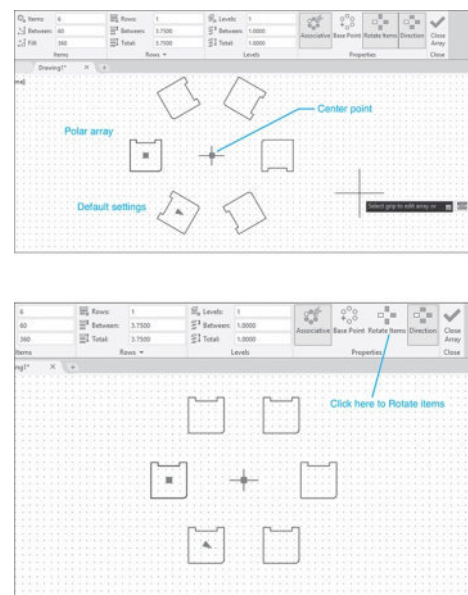 Items: 6 Rows: 1 Levels: 1
Between: 60 Between: 3.7500 Between: 1.0000
Fill: 360 Total: 3.7500 Total: 1.0000
Associative Base Point Rotate Items Direction Close Array
Items Rows Levels Properties Close
Drawing1*
Center point
Polar array
Default settings
Select grip to edit array or
6 Rows: 1 Levels: 1
60 Between: 3.7500 Between: 1.0000
360 Total: 3.7500 Total: 1.0000
Associative Base Point Rotate Items Direction Close Array
Items Rows Levels Properties Close
ng1*
Click here to Rotate items